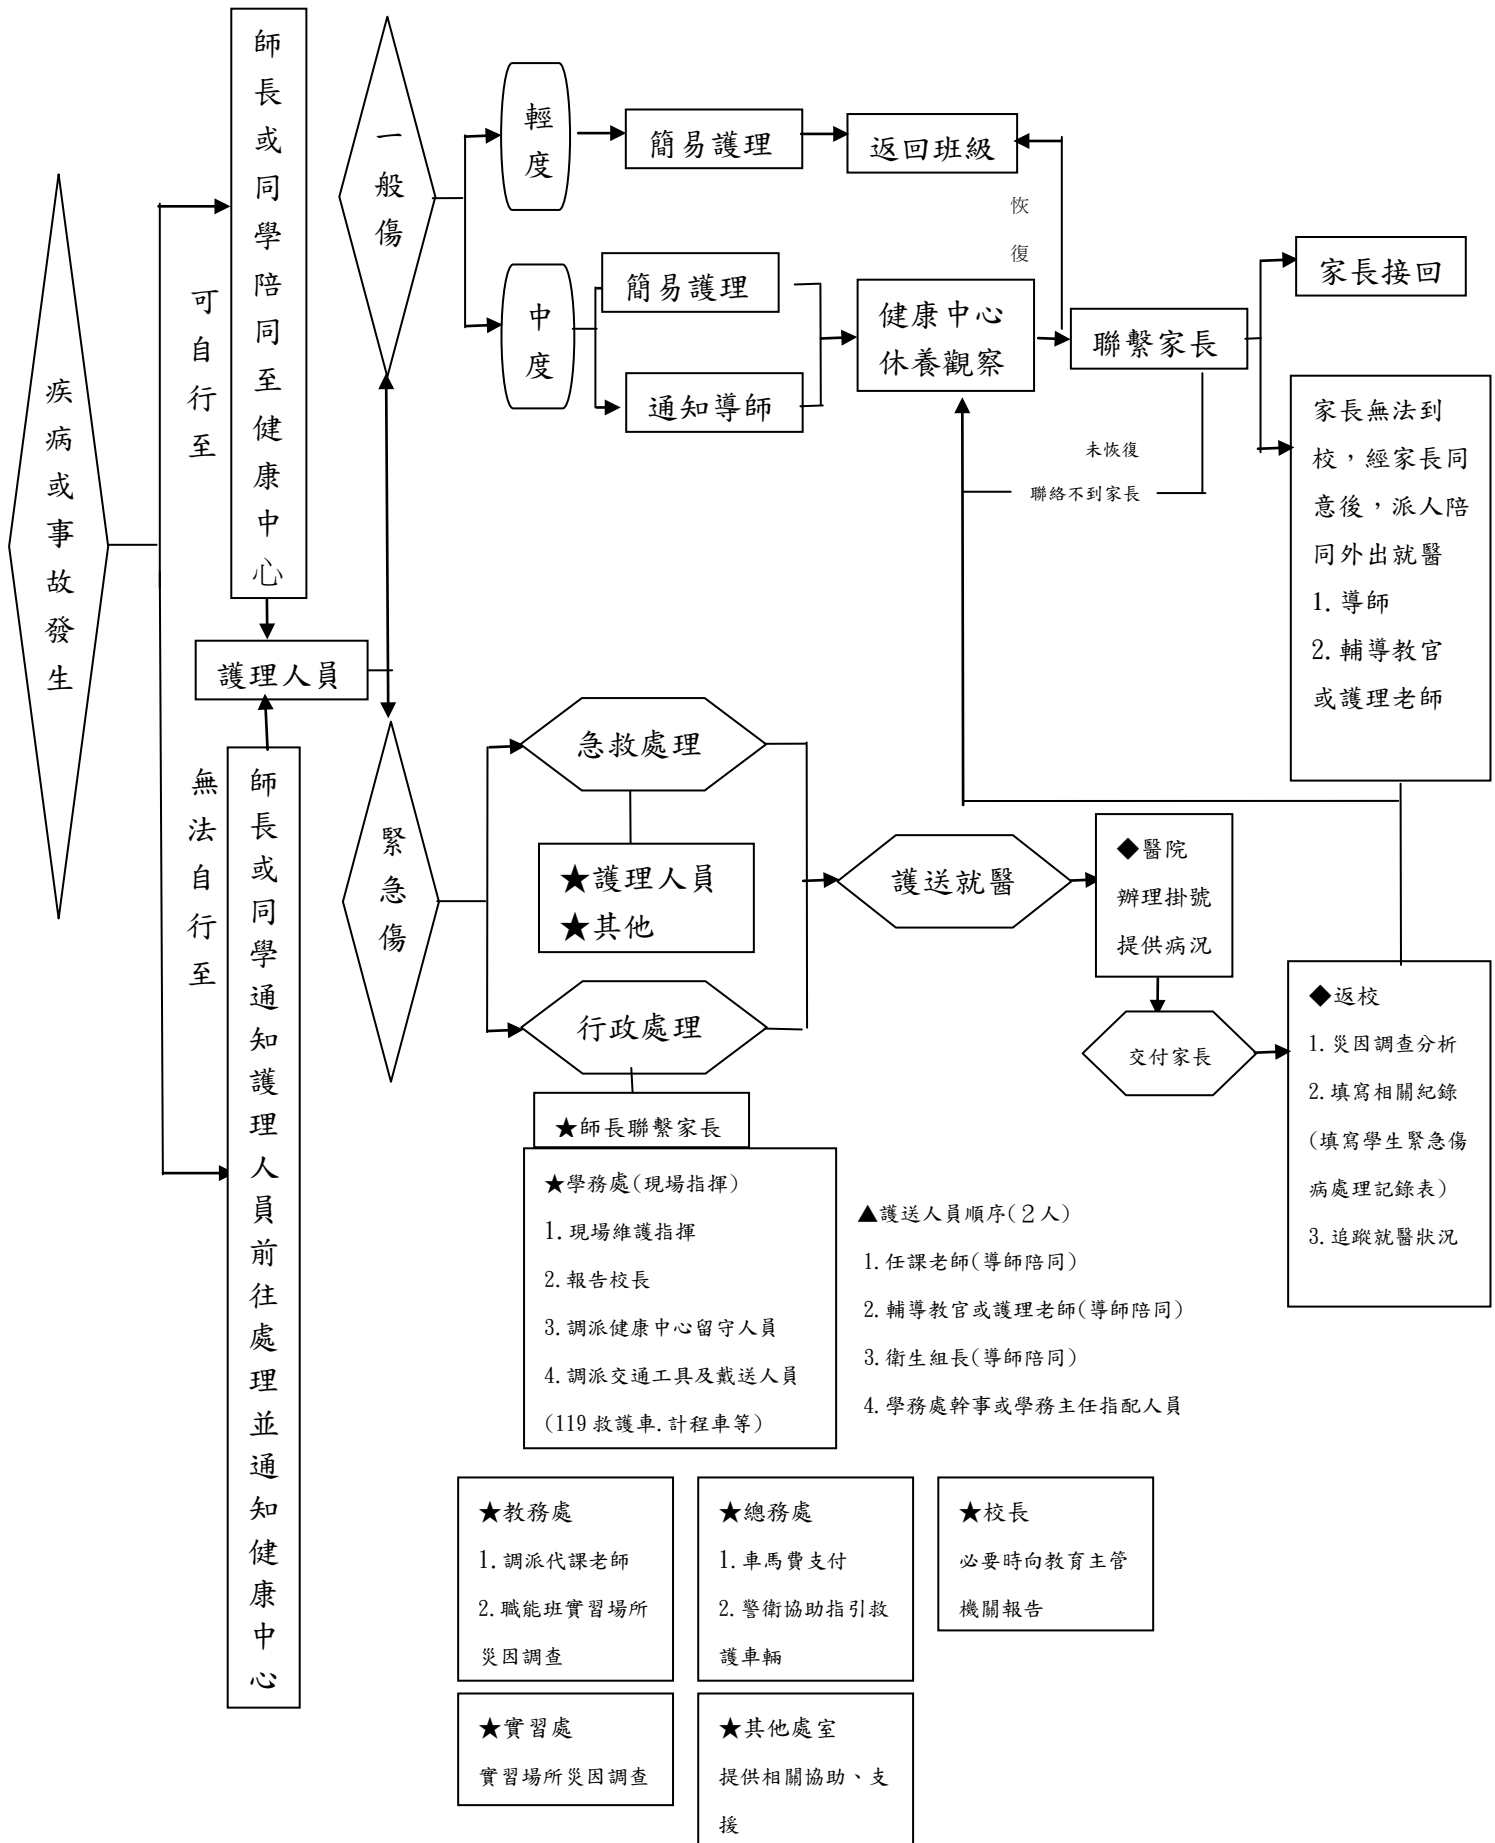 疾病或事故發生
可自行至
無法自行至
師長或同學陪同至健康中心
護理人員
師長或同學通知護理人員前往處理並通知健康中心
一般傷
輕度
簡易護理
返回班級
中度
簡易護理
通知導師
健康中心
休養觀察
恢
復
聯繫家長
未恢復
聯絡不到家長
家長接回
家長無法到
校，經家長同
意後，派人陪
同外出就醫
1.導師
2.輔導教官
或護理老師
緊急傷
急救處理
★護理人員
★其他
行政處理
★師長聯繫家長
★學務處(現場指揮)
1.現場維護指揮
2.報告校長
3.調派健康中心留守人員
4.調派交通工具及戴送人員
(119 救護車.計程車等)
護送就醫
◆醫院
辦理掛號
提供病況
交付家長
◆返校
1.災因調查分析
2.填寫相關紀錄
(填寫學生緊急傷
病處理記錄表)
3.追蹤就醫狀況
▲護送人員順序(２人)
1.任課老師(導師陪同)
2.輔導教官或護理老師(導師陪同)
3.衛生組長(導師陪同)
4.學務處幹事或學務主任指配人員
★教務處
1.調派代課老師
2.職能班實習場所
災因調查
★總務處
1.車馬費支付
2.警衛協助指引救
護車輛
★校長
必要時向教育主管
機關報告
★實習處
實習場所災因調查
★其他處室
提供相關協助、支
援